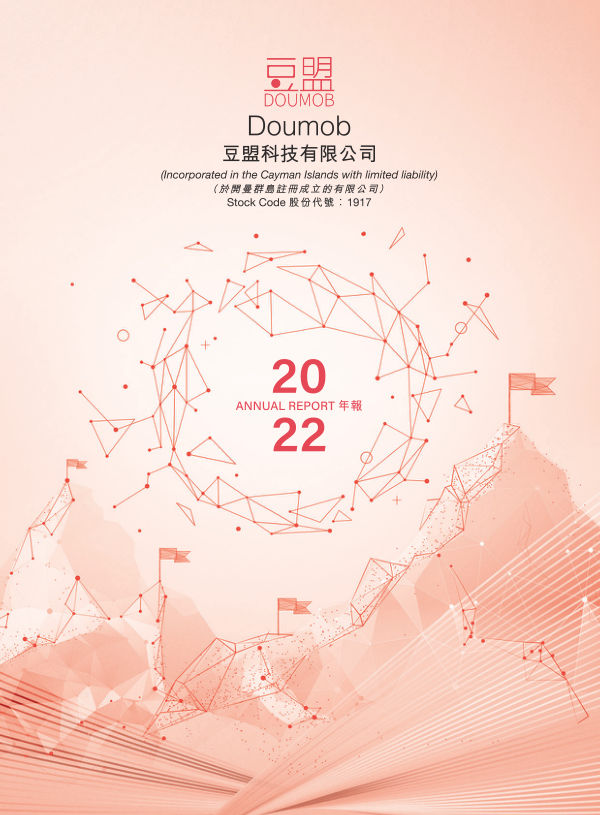 豆盟
DOUMOB
Doumob
豆盟科技有限公司
(Incorporated in the Cayman Islands with limited liability)
（於開曼群島註冊成立的有限公司）
Stock Code 股份代號：1917
20
ANNUAL REPORT 年報
22